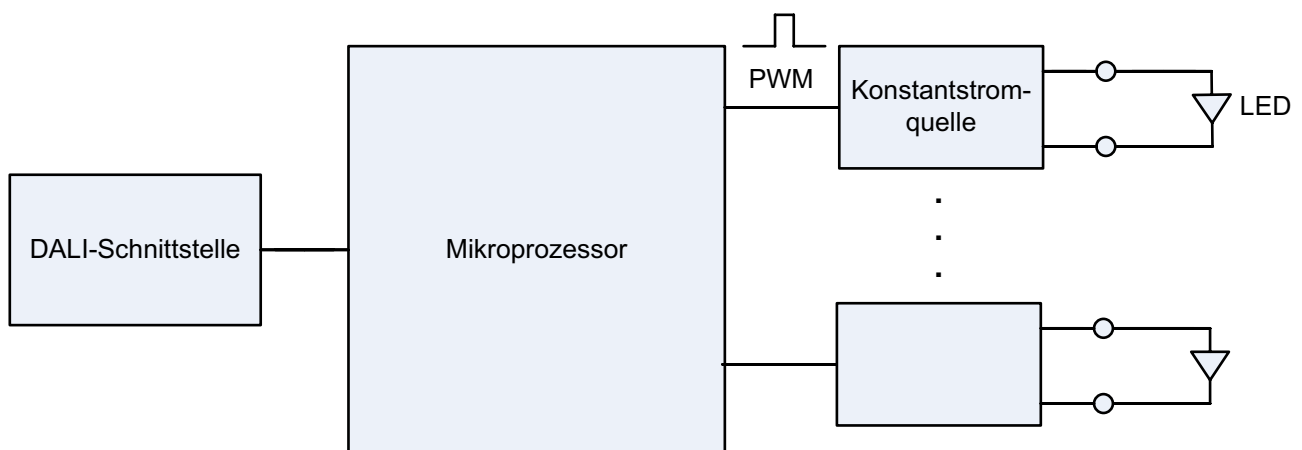 PWM
Konstantstrom-
quelle
LED
DALI-Schnittstelle
Mikroprozessor